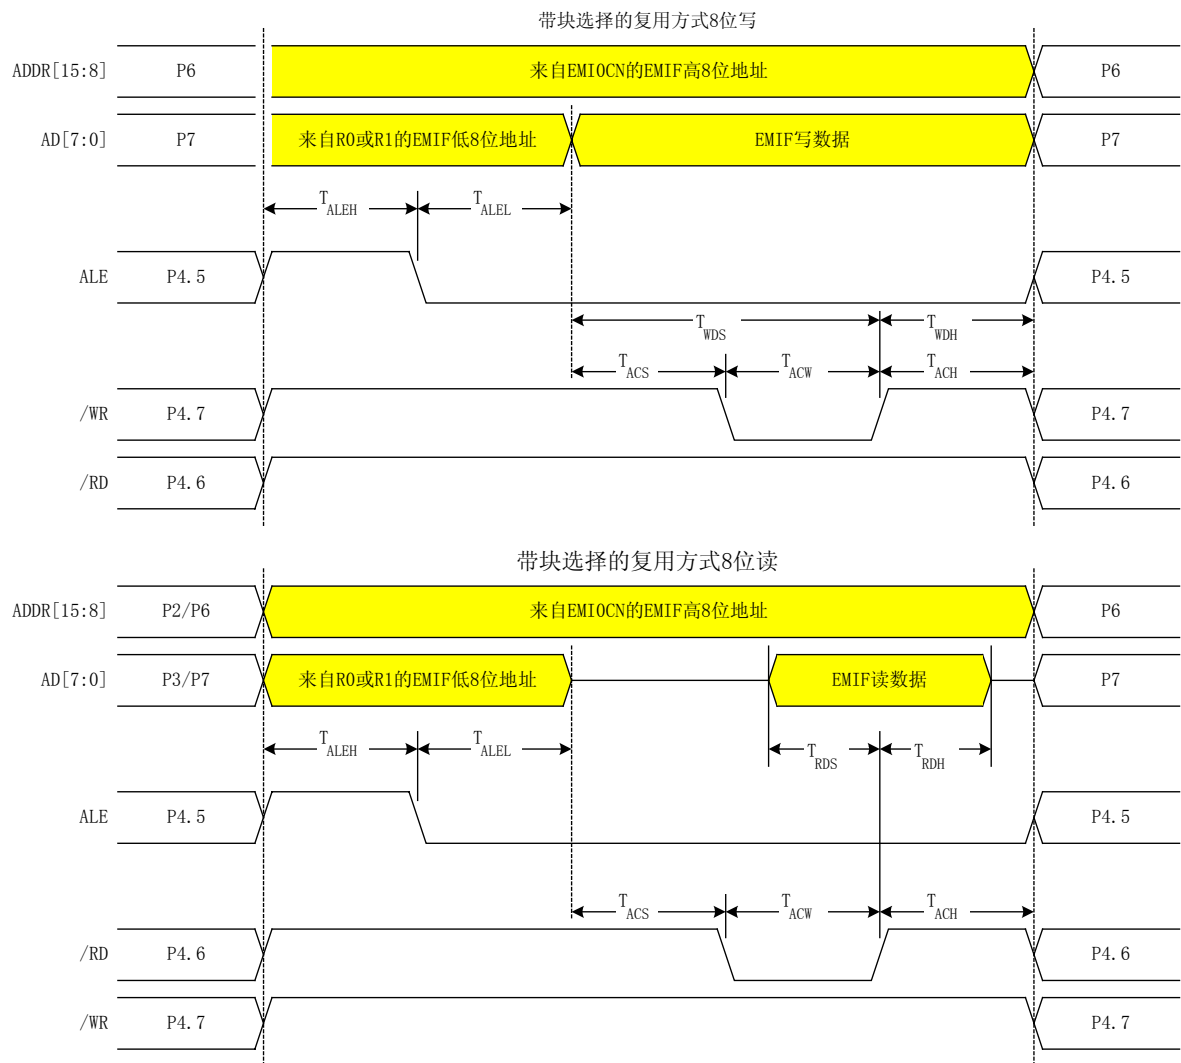 带块选择的复用方式8位写
ADDR[15:8] P6 来自EMI0CN的EMIF高8位地址 P6
AD[7:0] P7 来自R0或R1的EMIF低8位地址 EMIF写数据 P7
TALEH TALEL
ALE P4.5 P4.5
TWDS TWDH
TACS TACW TACH
/WR P4.7 P4.7
/RD P4.6 P4.6
带块选择的复用方式8位读
ADDR[15:8] P2/P6 来自EMI0CN的EMIF高8位地址 P6
AD[7:0] P3/P7 来自R0或R1的EMIF低8位地址 EMIF读数据 P7
TALEH TALEL TRDS TRDH
ALE P4.5 P4.5
TACS TACW TACH
/RD P4.6 P4.6
/WR P4.7 P4.7